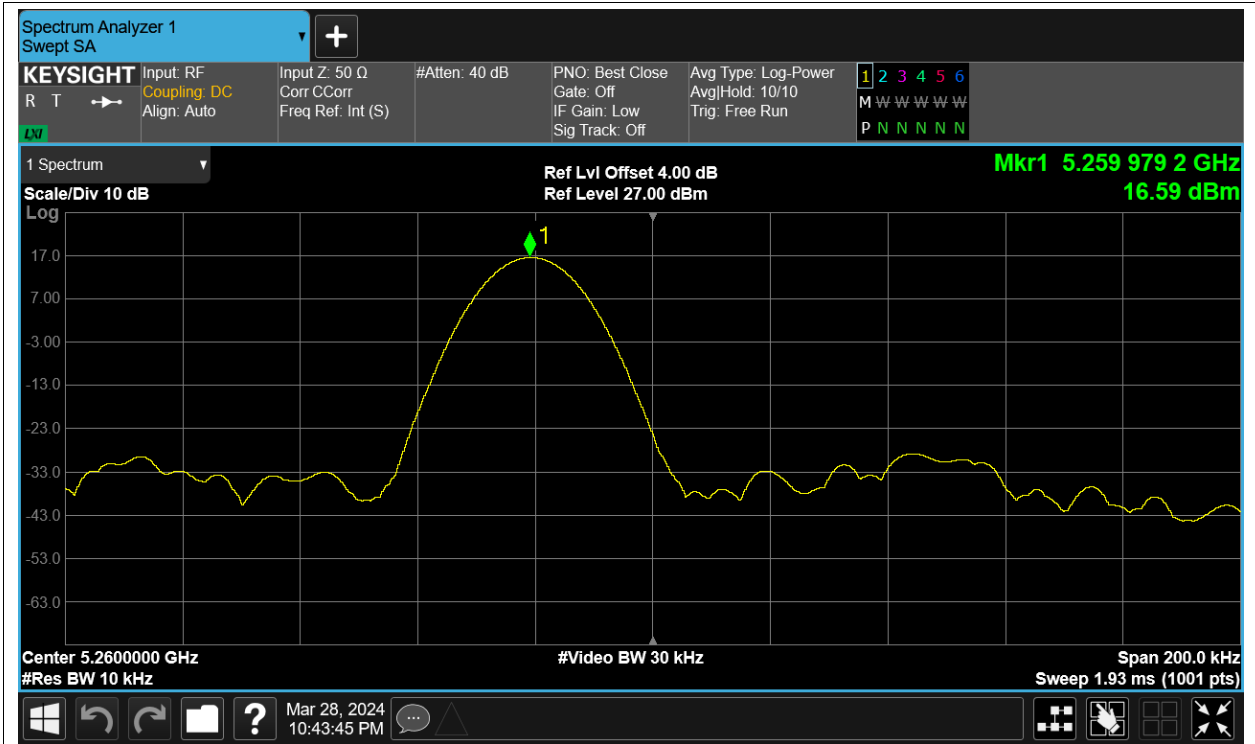 Spectrum Analyzer 1
Swept SA
+
KEYSIGHT
R T
LXI
Input: RF
Coupling: DC
Align: Auto
Input Z: 50 Ω
Corr CCorr
Freq Ref: Int (S)
#Atten: 40 dB
PNO: Best Close
Gate: Off
IF Gain: Low
Sig Track: Off
Avg Type: Log-Power
Avg|Hold: 10/10
Trig: Free Run
1 2 3 4 5 6
M W W W W W
P N N N N N
1 Spectrum
Scale/Div 10 dB
Log
Ref Lvl Offset 4.00 dB
Ref Level 27.00 dBm
Mkr1 5.259 979 2 GHz
16.59 dBm
1
17.0
7.00
-3.00
-13.0
-23.0
-33.0
-43.0
-53.0
-63.0
Center 5.2600000 GHz
#Res BW 10 kHz
#Video BW 30 kHz
Span 200.0 kHz
Sweep 1.93 ms (1001 pts)
?
Mar 28, 2024
10:43:45 PM